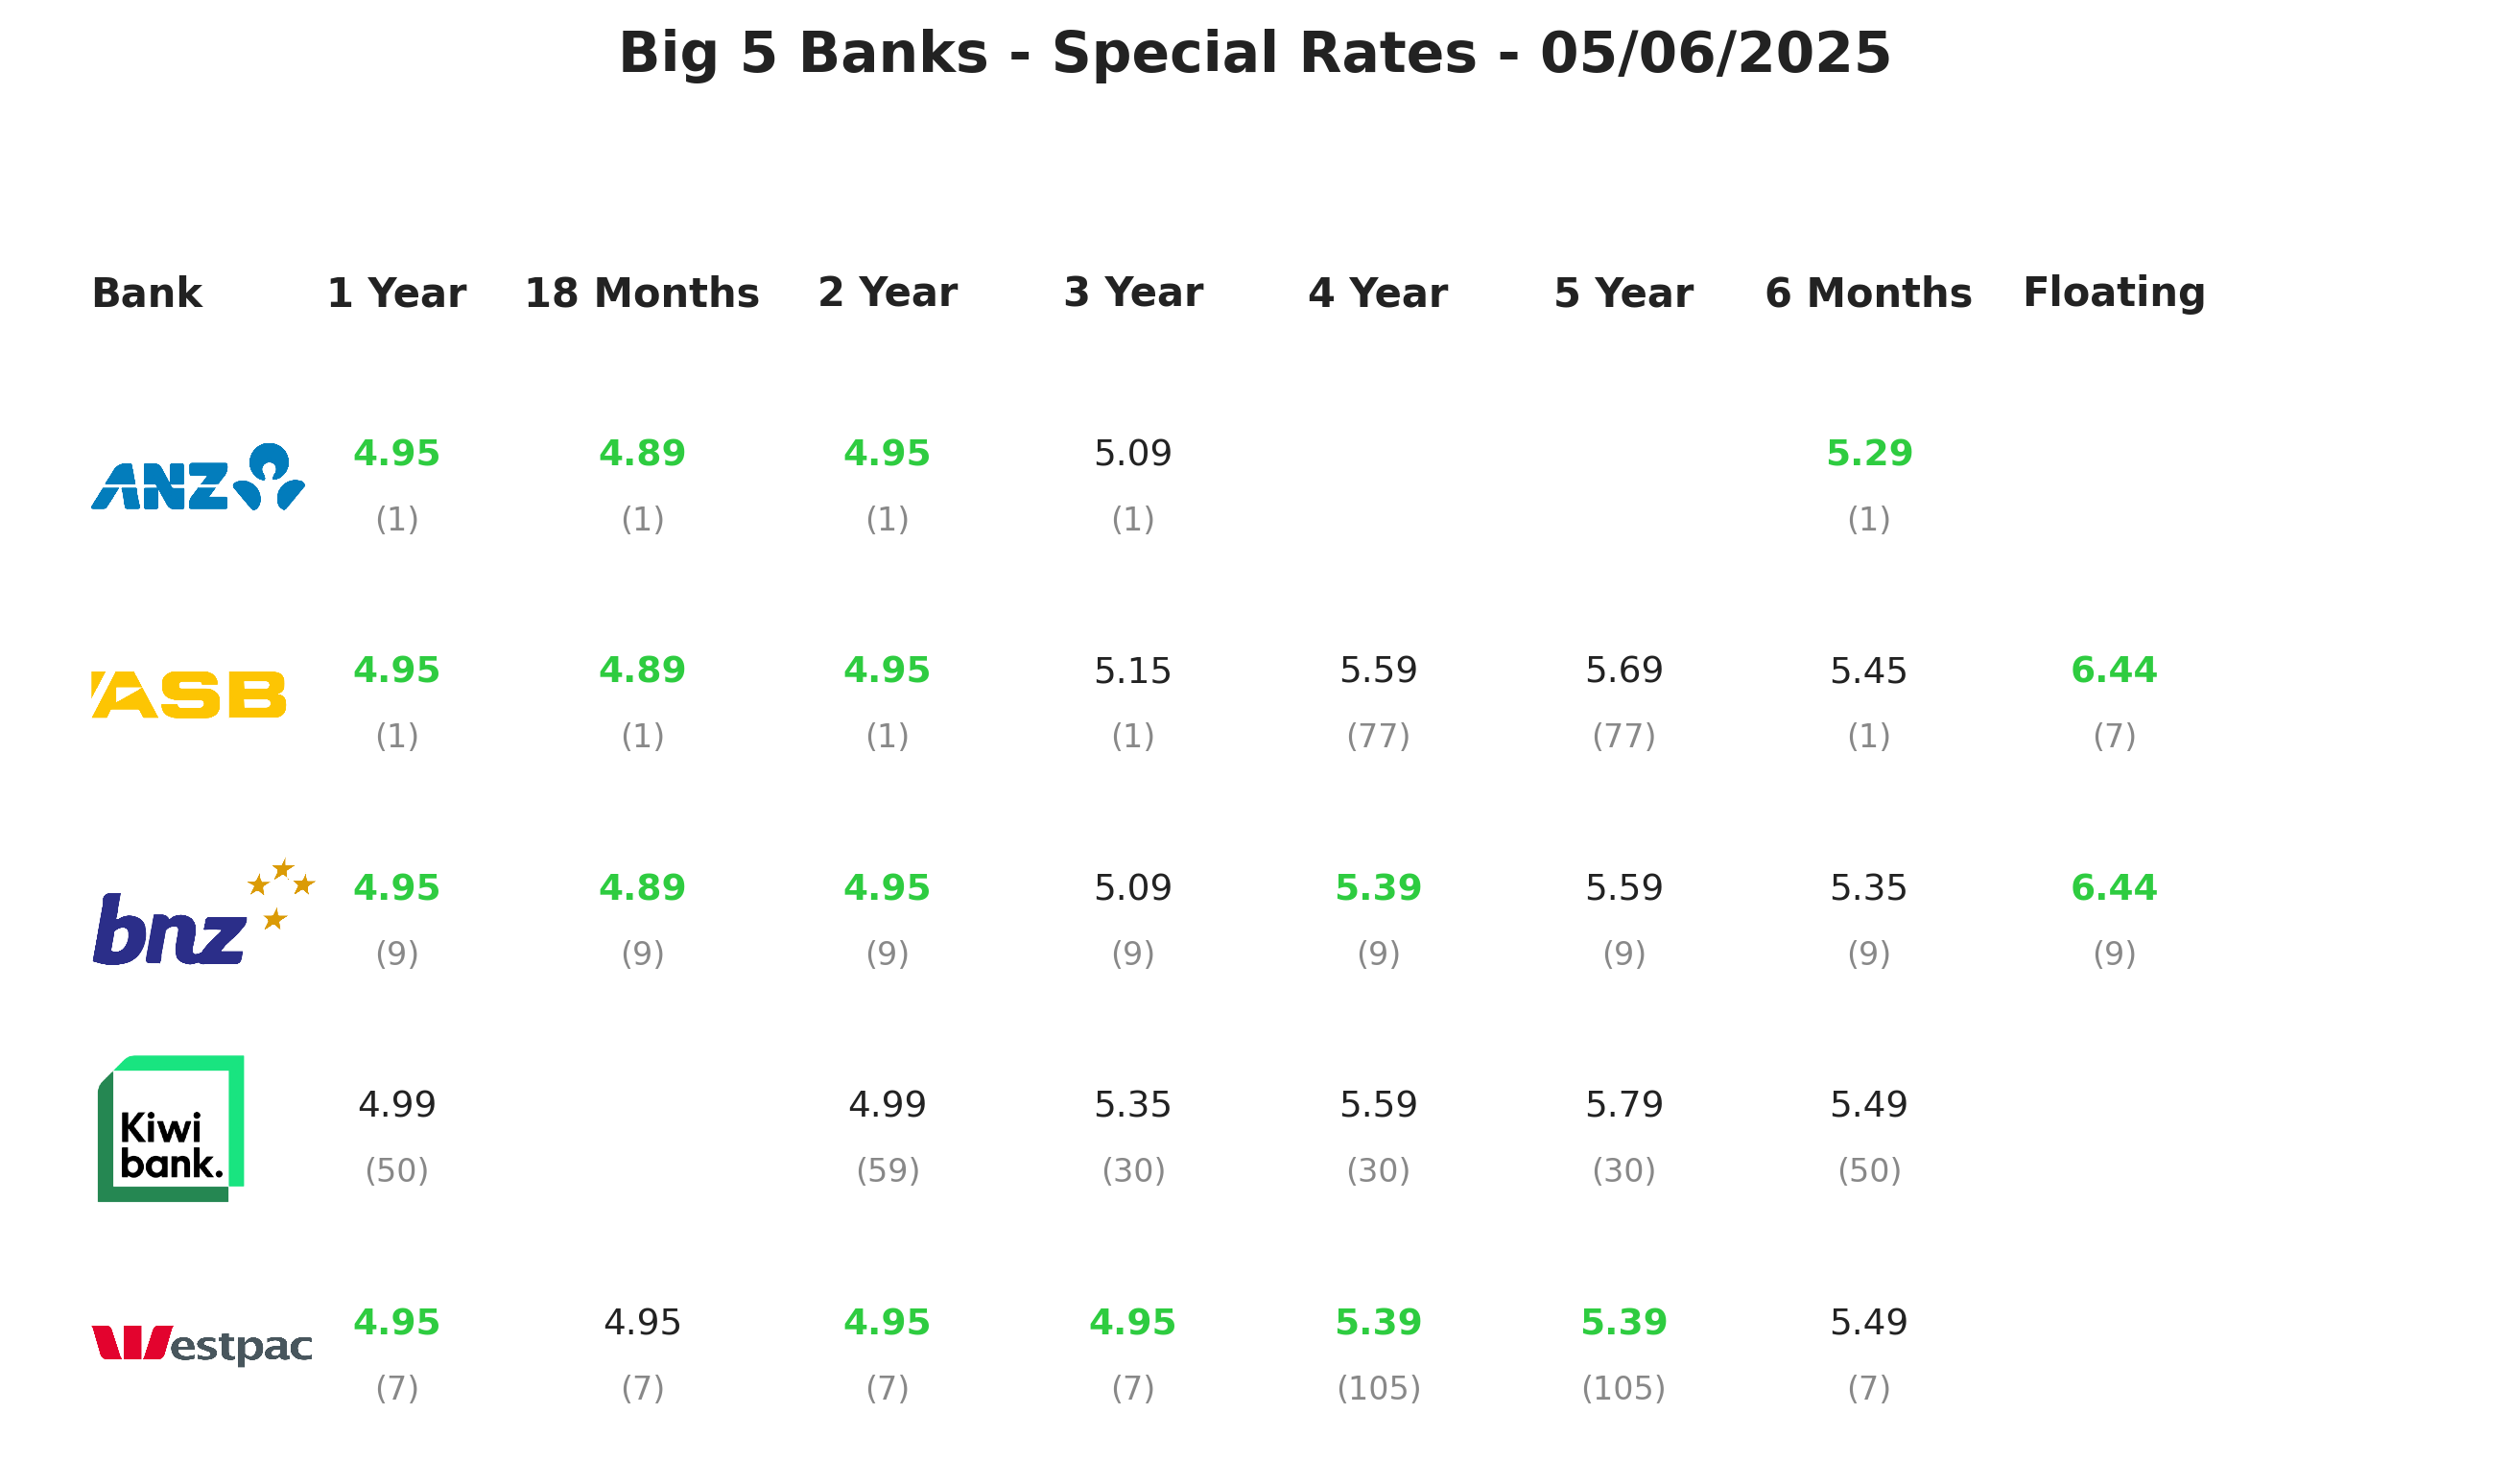 Big 5 Banks - Special Rates - 05/06/2025
Bank 1 Year 18 Months 2 Year 3 Year 4 Year 5 Year 6 Months Floating
ANZ 4.95 4.89 4.95 5.09 5.29
(1) (1) (1) (1) (1)
ASB 4.95 4.89 4.95 5.15 5.59 5.69 5.45 6.44
(1) (1) (1) (1) (77) (77) (1) (7)
bnz 4.95 4.89 4.95 5.09 5.39 5.59 5.35 6.44
(9) (9) (9) (9) (9) (9) (9) (9)
Kiwi
bank.
4.99 4.99 5.35 5.59 5.79 5.49
(50) (59) (30) (30) (30) (50)
Westpac 4.95 4.95 4.95 4.95 5.39 5.39 5.49
(7) (7) (7) (7) (105) (105) (7)